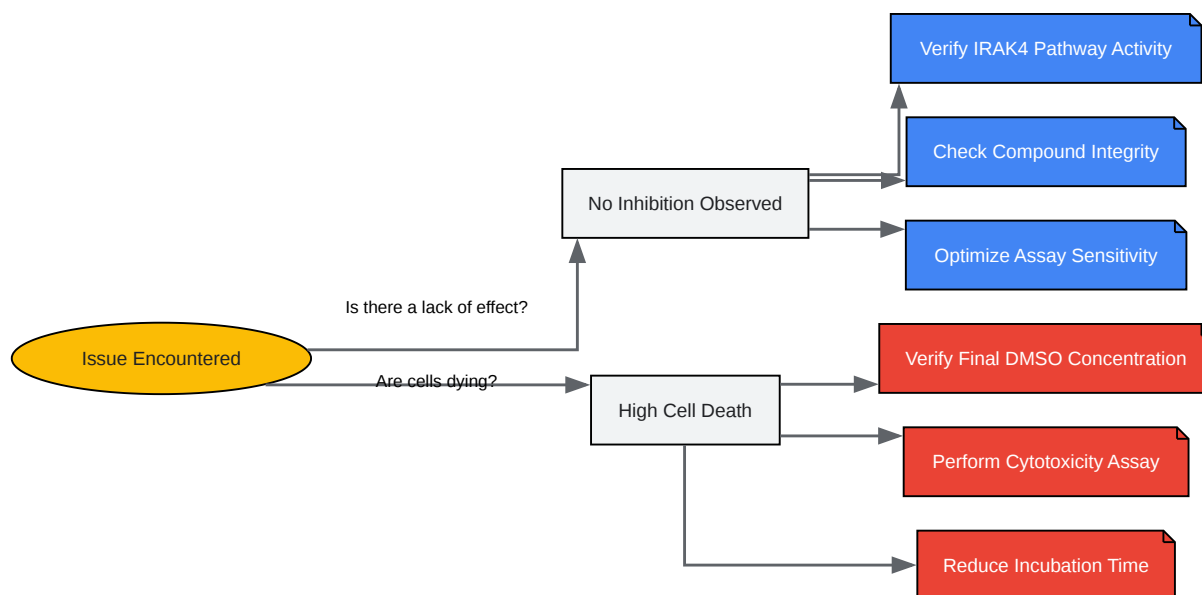 Verify IRAK4 Pathway Activity
Check Compound Integrity
No Inhibition Observed
Optimize Assay Sensitivity
Is there a lack of effect?
Issue Encountered
Verify Final DMSO Concentration
Are cells dying?
High Cell Death
Perform Cytotoxicity Assay
Reduce Incubation Time